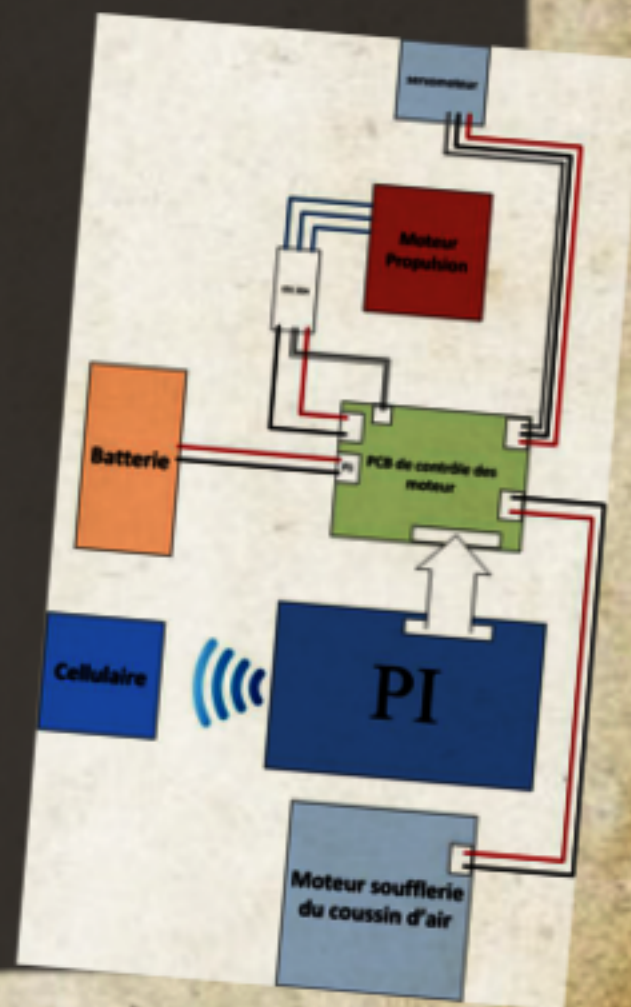 servomoteur
Moteur
Propulsion
Batterie
PCB de contrôle des
moteur
Cellulaire
PI
Moteur soufflerie
du coussin d'air